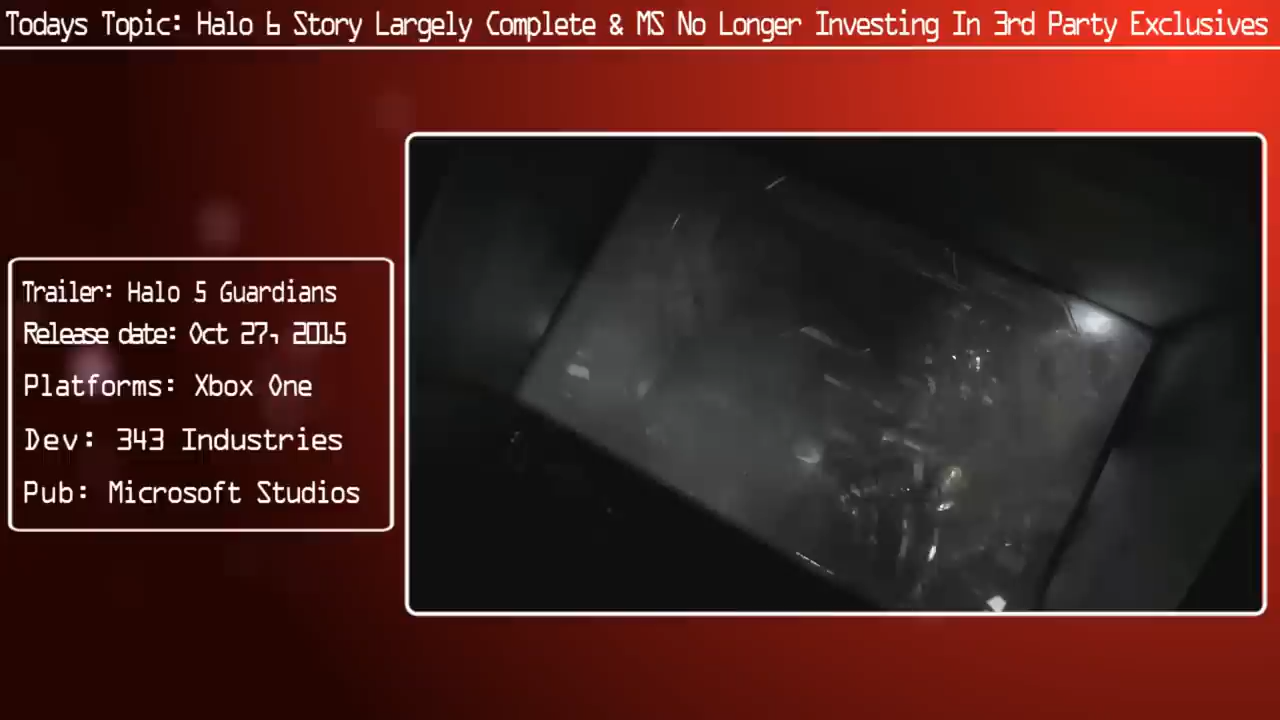 Todays Topic: Halo 6 Story Largely Complete & MS No Longer Investing In 3rd Party Exclusives
Trailer: Halo 5 Guardians
Release date: Oct 27, 2015
Platforms: Xbox One
Dev: 343 Industries
Pub: Microsoft Studios